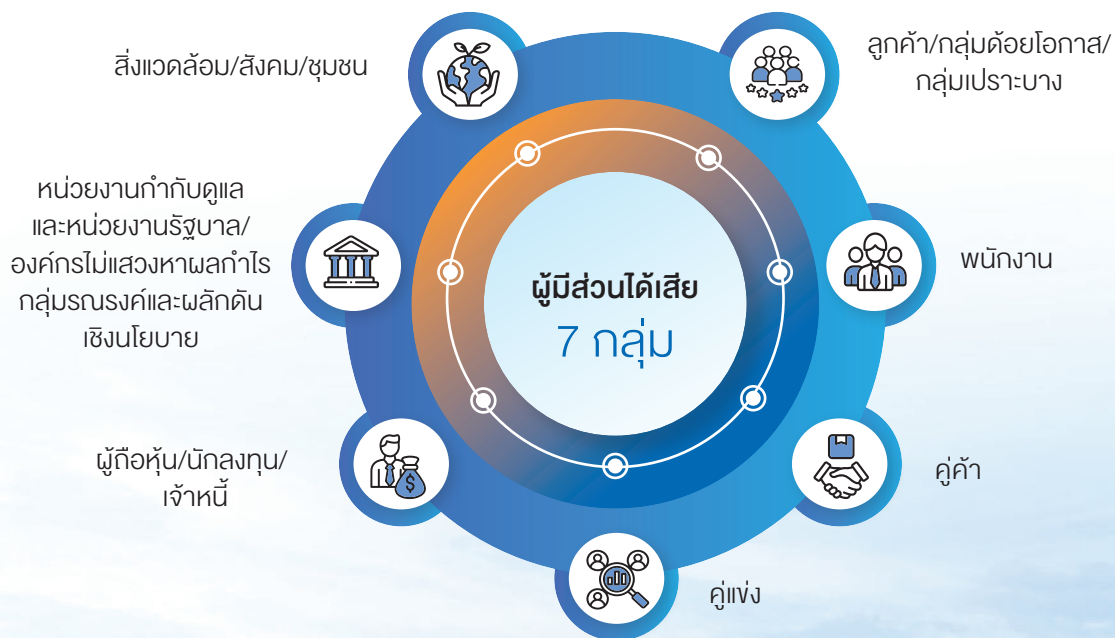 สิ่งแวดล้อม/สังคม/ชุมชน
ลูกค้า/กลุ่มด้อยโอกาส/
กลุ่มเปราะบาง
หน่วยงานกำกับดูแล
และหน่วยงานรัฐบาล/
องค์กรไม่แสวงหาผลกำไร
กลุ่มรณรงค์และผลักดัน
เชิงนโยบาย
ผู้มีส่วนได้เสีย
7 กลุ่ม
พนักงาน
ผู้ถือหุ้น/นักลงทุน/
เจ้าหนี้
$
คู่ค้า
คู่แข่ง